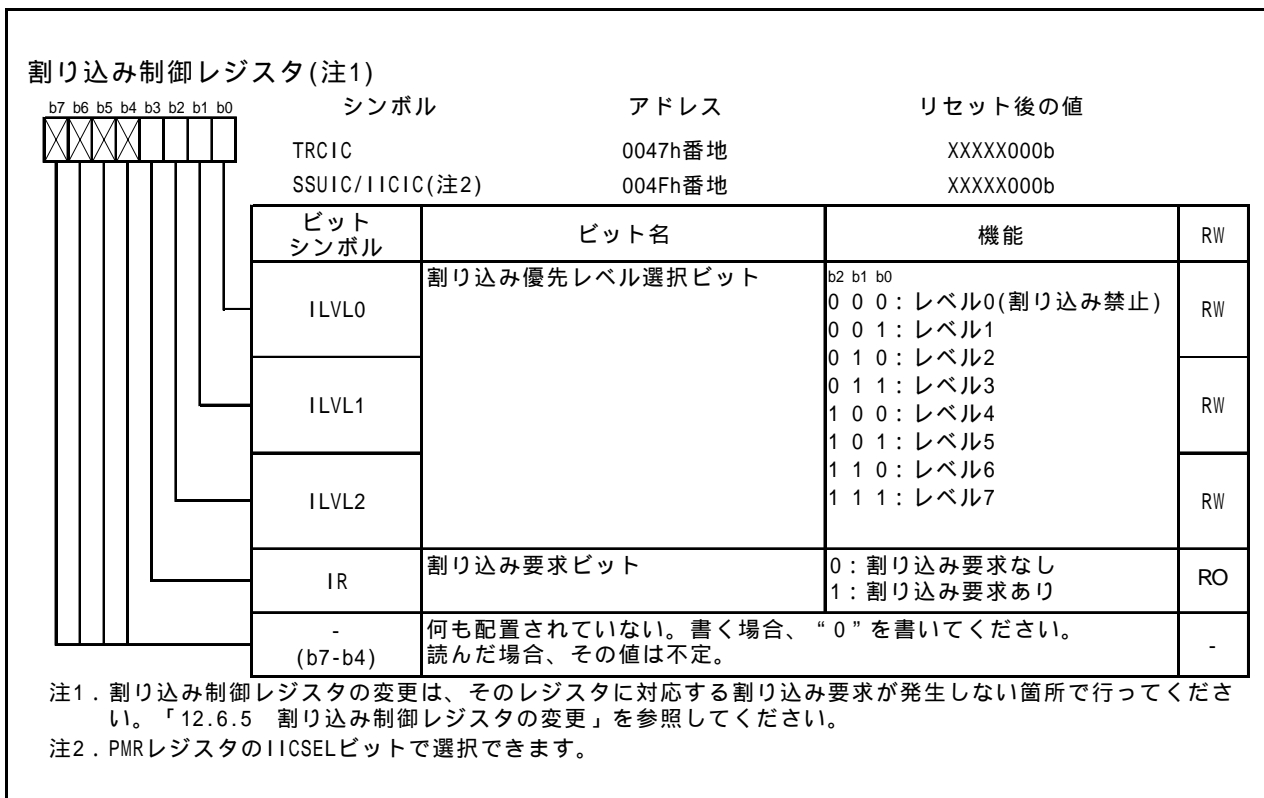 割り込み制御レジスタ(注1)
b7 b6 b5 b4 b3 b2 b1 b0
シンボル アドレス リセット後の値
TRCIC 0047h番地 XXXXX000b
SSUIC/IICIC(注2) 004Fh番地 XXXXX000b
ビット
シンボル ビット名 機能 RW
ILVL0 割り込み優先レベル選択ビット b2 b1 b0
0 0 0:レベル0(割り込み禁止) RW
0 0 1:レベル1
0 1 0:レベル2
ILVL1 0 1 1:レベル3 RW
1 0 0:レベル4
1 0 1:レベル5
ILVL2 1 1 0:レベル6 RW
1 1 1:レベル7
IR 割り込み要求ビット 0:割り込み要求なし RO
1:割り込み要求あり
- 何も配置されていない。書く場合、“0”を書いてください。 -
(b7-b4) 読んだ場合、その値は不定。
注1.割り込み制御レジスタの変更は、そのレジスタに対応する割り込み要求が発生しない箇所で行ってくださ
い。「12.6.5 割り込み制御レジスタの変更」を参照してください。
注2.PMRレジスタのIICSELビットで選択できます。